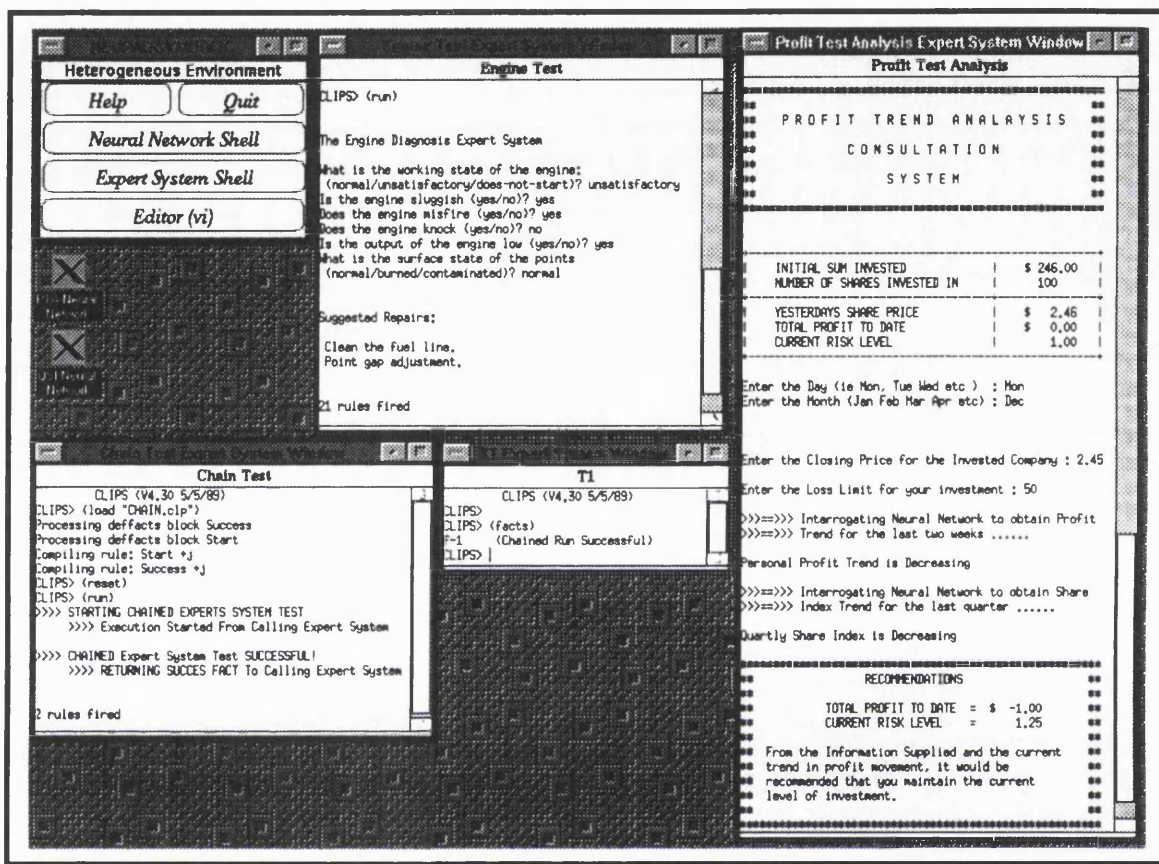 Heterogeneous Environment
Help
Quit
Neural Network Shell
Expert System Shell
Editor (vi)
Neural
Network
Neural
Network
Engine Test
CLIPS> (run)
The Engine Diagnosis Expert System
What is the working state of the engine:
(normal/unsatisfactory/does-not-start)? unsatisfactory
Is the engine sluggish (yes/no)? yes
Does the engine misfire (yes/no)? yes
Does the engine knock (yes/no)? no
Is the output of the engine low (yes/no)? yes
What is the surface state of the points
(normal/burned/contaminated)? normal
Suggested Repairs:
Clean the fuel line.
Point gap adjustment.
21 rules fired
Chain Test Expert System Window
Chain Test
CLIPS (V4.30 5/5/89)
CLIPS> (load "CHAIN.clp")
Processing deffacts block Success
Processing deffacts block Start
Compiling rule: Start +j
Compiling rule: Success +j
CLIPS> (reset)
CLIPS> (run)
>>>> STARTING CHAINED EXPERTS SYSTEM TEST
>>>> Execution Started From Calling Expert System
>>>> CHAINED Expert System Test SUCCESSFUL!
>>>> RETURNING SUCCES FACT To Calling Expert System
2 rules fired
T1 Expert System Window
T1
CLIPS (V4.30 5/5/89)
CLIPS>
CLIPS> (facts)
F-1 (Chained Run Successful)
CLIPS>
Profit Test Analysis Expert System Window
Profit Test Analysis
PROFIT TREND ANALAYSIS
CONSULTATION
SYSTEM
INITIAL SUM INVESTED | $ 246.00 |
NUMBER OF SHARES INVESTED IN | 100 |
YESTERDAYS SHARE PRICE | $ 2.46 |
TOTAL PROFIT TO DATE | $ 0.00 |
CURRENT RISK LEVEL | 1.00 |
Enter the Day (ie Mon, Tue Wed etc ) : Mon
Enter the Month (Jan Feb Mar Apr etc) : Dec
Enter the Closing Price for the Invested Company : 2.45
Enter the Loss Limit for your investment : 50
>>>==>>> Interrogating Neural Network to obtain Profit
>>>==>>> Trend for the last two weeks ......
Personal Profit Trend is Decreasing
>>>==>>> Interrogating Neural Network to obtain Share
>>>==>>> Index Trend for the last quarter ......
Quartly Share Index is Decreasing
RECOMMENDATIONS
TOTAL PROFIT TO DATE = $ -1.00
CURRENT RISK LEVEL = 1.25
From the Information Supplied and the current
trend in profit movement, it would be
recommended that you maintain the current
level of investment.